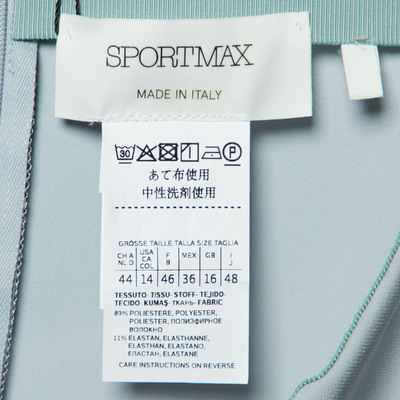 SPORTMAX
MADE IN ITALY
30 P
あて布使用
中性洗剤使用
GRÖSSE TAILLE TALLA SIZE TAGLIA
CH A NL D USA CA COL F B MEX GB I J
44 14 46 36 16 48
TESSUTO-TISSU-STOFF-TEJIDO-
TECIDO-KUMAŞ-ТКАНЬ-FABRIC
89% POLIESTERE, POLYESTER,
POLIESTER, ПОЛИЭФИРНОЕ
ВОЛОКНО
11% ELASTAN, ELASTHANNE,
ELASTHAN, ELASTANO,
ЕЛАСТАН, ELASTANE
CARE INSTRUCTIONS ON REVERSE